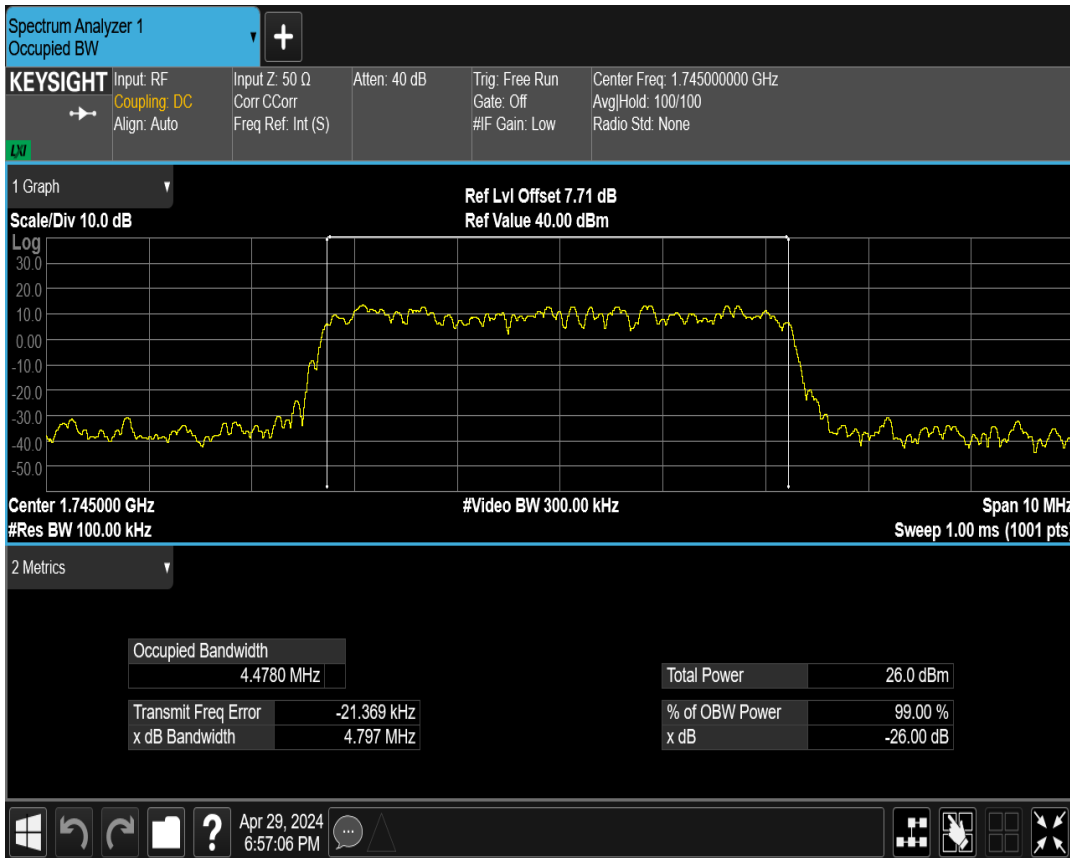 Spectrum Analyzer 1
Occupied BW
+
KEYSIGHT
LXI
Input: RF
Coupling: DC
Align: Auto
Input Z: 50 Ω
Corr CCorr
Freq Ref: Int (S)
Atten: 40 dB
Trig: Free Run
Gate: Off
#IF Gain: Low
Center Freq: 1.745000000 GHz
Avg|Hold: 100/100
Radio Std: None
1 Graph
Scale/Div 10.0 dB
Ref Lvl Offset 7.71 dB
Ref Value 40.00 dBm
Log
30.0
20.0
10.0
0.00
-10.0
-20.0
-30.0
-40.0
-50.0
Center 1.745000 GHz
#Res BW 100.00 kHz
#Video BW 300.00 kHz
Span 10 MHz
Sweep 1.00 ms (1001 pts)
2 Metrics
Occupied Bandwidth
4.4780 MHz
Transmit Freq Error -21.369 kHz
x dB Bandwidth 4.797 MHz
Total Power 26.0 dBm
% of OBW Power 99.00 %
x dB -26.00 dB
?
Apr 29, 2024
6:57:06 PM